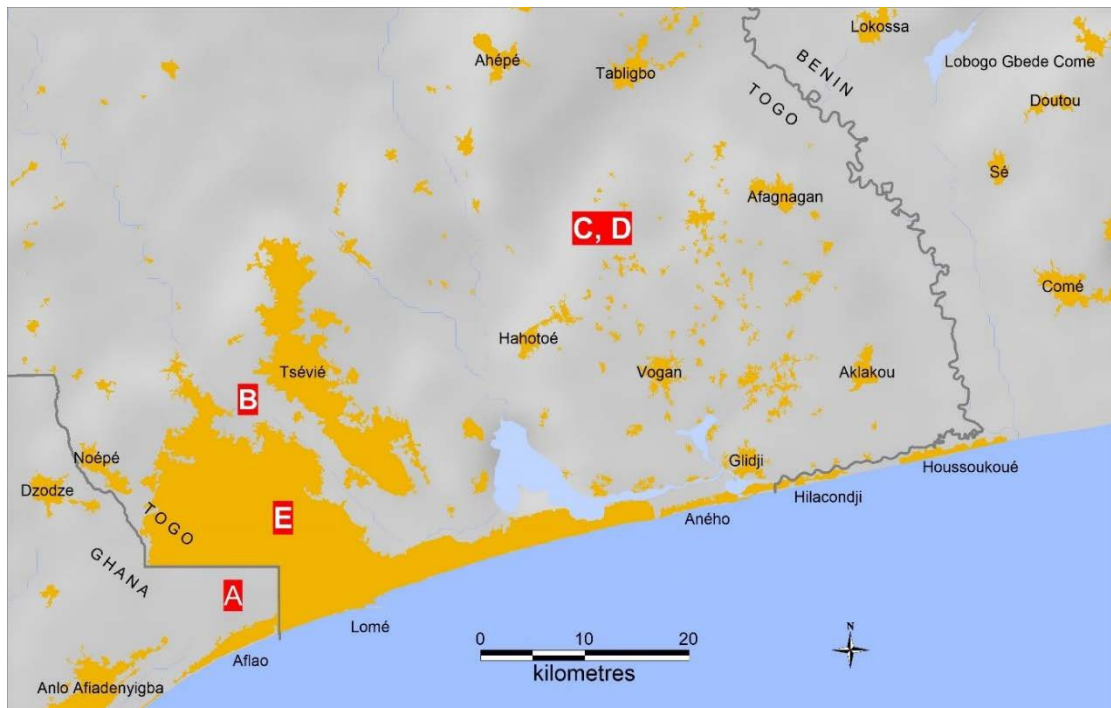 Lokossa
BENIN
Ahépé
Lobogo Gbede Come
Tabligbo
Doutou
TOGO
Sé
Afagnagan
C, D
Comé
Hahotoé
Tsévié
Vogan
Aklakou
B
Noépé
Glidji
Houssoukoué
Dzodze
Hilacondji
TOGO
E
Aného
GHANA
A
Lomé
N
0 10 20
kilometres
Aflao
Anlo Afiadenyigba